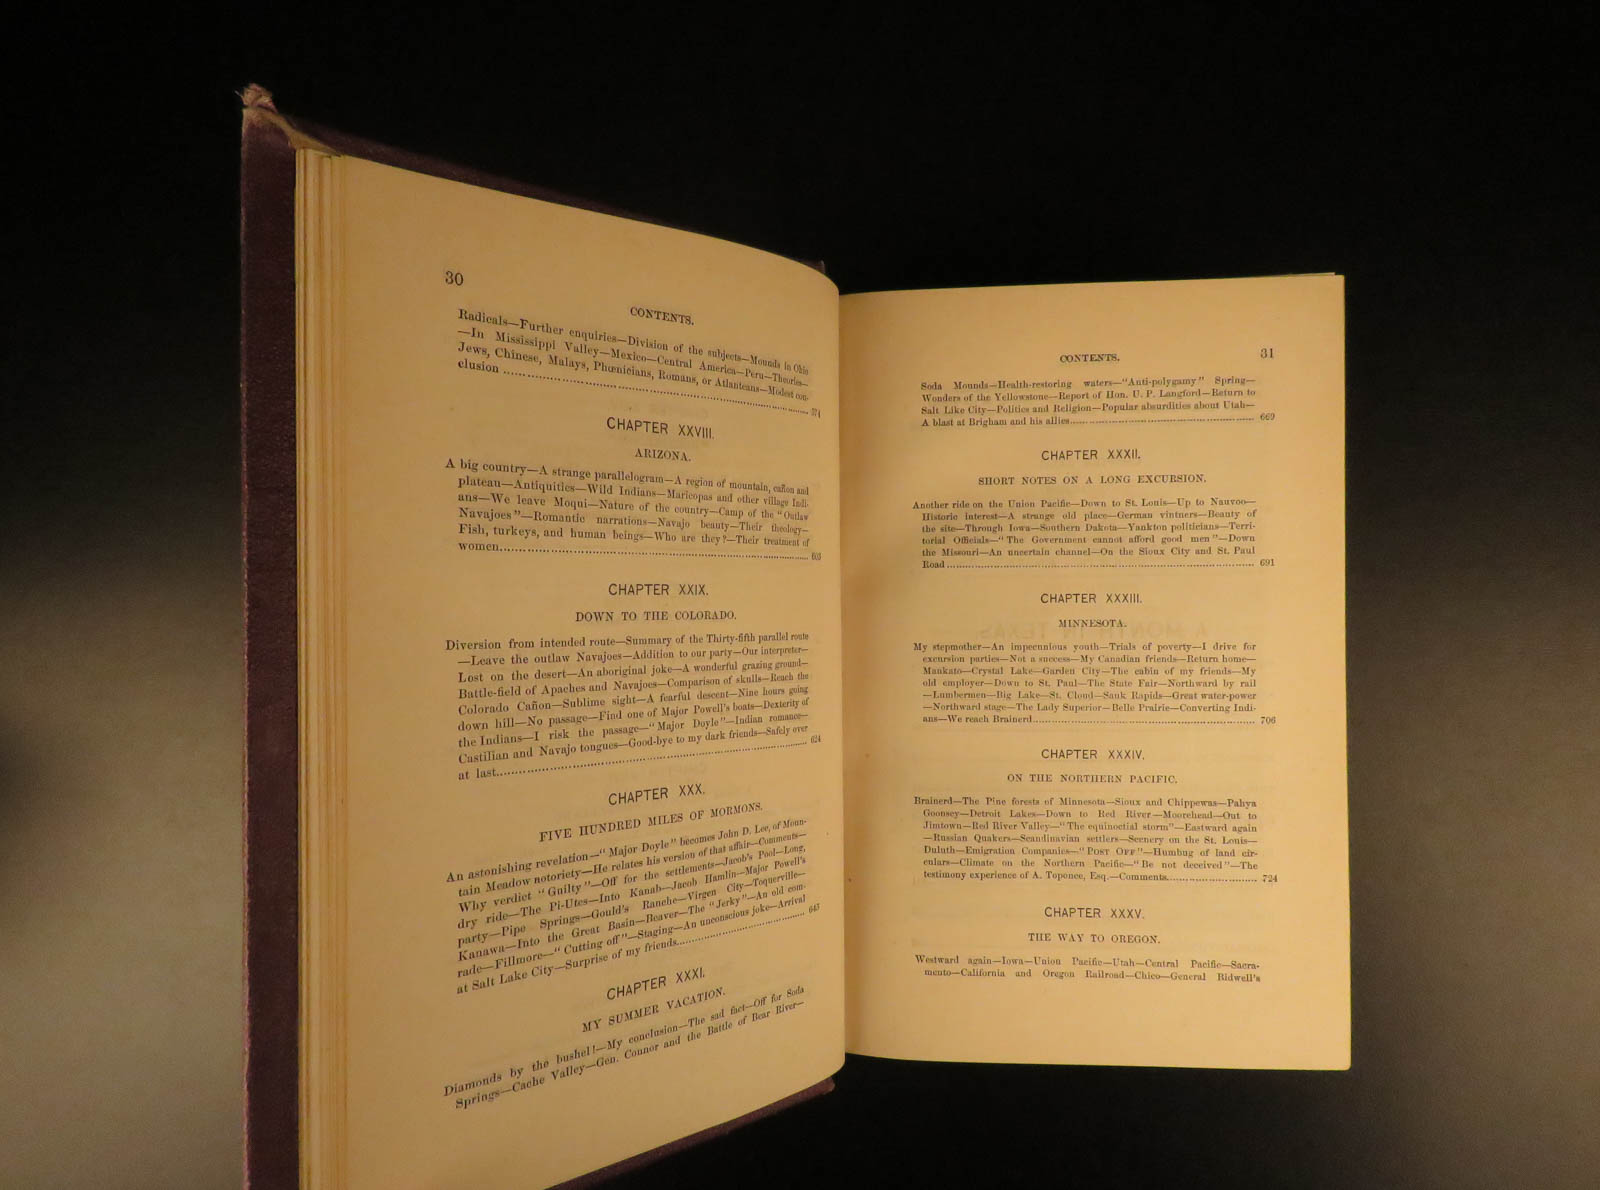 30
CONTENTS.
Radicals—Further enquiries—Division of the subjects—Mounds in Ohio
—In Mississippi Valley—Mexico—Central America—Peru—Theories—
Jews, Chinese, Malays, Phœnicians, Romans, or Atlanteans—Modest con-
clusion 574
CHAPTER XXVIII.
ARIZONA.
A big country—A strange parallelogram—A region of mountain, cañon and
plateau—Antiquities—Wild Indians—Maricopas and other village Indi-
ans—We leave Moqui—Nature of the country—Camp of the "Outlaw
Navajoes"—Romantic narrations—Navajo beauty—Their theology—
Fish, turkeys, and human beings—Who are they?—Their treatment of
women 603
CHAPTER XXIX.
DOWN TO THE COLORADO.
Diversion from intended route—Summary of the Thirty-fifth parallel route
—Leave the outlaw Navajoes—Addition to our party—Our interpreter—
Lost on the desert—An aboriginal joke—A wonderful grazing ground—
Battle-field of Apaches and Navajoes—Comparison of skulls—Reach the
Colorado Cañon—Sublime sight—A fearful descent—Nine hours going
down hill—No passage—Find one of Major Powell's boats—Dexterity of
the Indians—I risk the passage—"Major Doyle"—Indian romance—
Castilian and Navajo tongues—Good-bye to my dark friends—Safely over
at last 624
CHAPTER XXX.
FIVE HUNDRED MILES OF MORMONS.
An astonishing revelation—"Major Doyle" becomes John D. Lee, of Moun-
tain Meadow notoriety—He relates his version of that affair—Comments—
Why verdict "Guilty"—Off for the settlements—Jacob's Pool—Long,
dry ride—The Pi-Utes—Into Kanab—Jacob Hamlin—Major Powell's
party—Pipe Springs—Gould's Ranche—Virgen City—Toquerville—
Kanawa—Into the Great Basin—Beaver—The "Jerky"—An old com-
rade—Fillmore—"Cutting off"—Staging—An unconscious joke—Arrival
at Salt Lake City—Surprise of my friends 645
CHAPTER XXXI.
MY SUMMER VACATION.
Diamonds by the bushel!—My conclusion—The sad fact—Off for Soda
Springs—Cache Valley—Gen. Connor and the Battle of Bear River—
CONTENTS. 31
Soda Mounds—Health-restoring waters—"Anti-polygamy" Spring—
Wonders of the Yellowstone—Report of Hon. U. P. Langford—Return to
Salt Like City—Politics and Religion—Popular absurdities about Utah—
A blast at Brigham and his allies 669
CHAPTER XXXII.
SHORT NOTES ON A LONG EXCURSION.
Another ride on the Union Pacific—Down to St. Louis—Up to Nauvoo—
Historic interest—A strange old place—German vintners—Beauty of
the site—Through Iowa—Southern Dakota—Yankton politicians—Terri-
torial Officials—"The Government cannot afford good men"—Down
the Missouri—An uncertain channel—On the Sioux City and St. Paul
Road 691
CHAPTER XXXIII.
MINNESOTA.
My stepmother—An impecunious youth—Trials of poverty—I drive for
excursion parties—Not a success—My Canadian friends—Return home—
Mankato—Crystal Lake—Garden City—The cabin of my friends—My
old employer—Down to St. Paul—The State Fair—Northward by rail
—Lumbermen—Big Lake—St. Cloud—Sauk Rapids—Great water-power
—Northward stage—The Lady Superior—Belle Prairie—Converting Indi-
ans—We reach Brainerd 706
CHAPTER XXXIV.
ON THE NORTHERN PACIFIC.
Brainerd—The Pine forests of Minnesota—Sioux and Chippewas—Pahya
Goonsey—Detroit Lakes—Down to Red River—Moorehead—Out to
Jimtown—Red River Valley—"The equinoctial storm"—Eastward again
—Russian Quakers—Scandinavian settlers—Scenery on the St. Louis—
Duluth—Emigration Companies—"POST OFF"—Humbug of land cir-
culars—Climate on the Northern Pacific—"Be not deceived"—The
testimony experience of A. Toponce, Esq.—Comments 724
CHAPTER XXXV.
THE WAY TO OREGON.
Westward again—Iowa—Union Pacific—Utah—Central Pacific—Sacra-
mento—California and Oregon Railroad—Chico—General Bidwell's